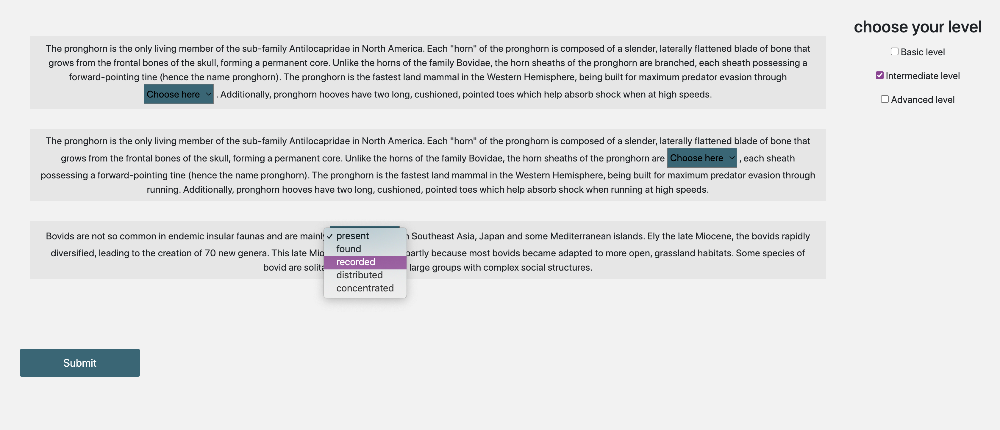 choose your level
Basic level
Intermediate level
Advanced level
The pronghorn is the only living member of the sub-family Antilocapridae in North America. Each "horn" of the pronghorn is composed of a slender, laterally flattened blade of bone that
grows from the frontal bones of the skull, forming a permanent core. Unlike the horns of the family Bovidae, the horn sheaths of the pronghorn are branched, each sheath possessing a
forward-pointing tine (hence the name pronghorn). The pronghorn is the fastest land mammal in the Western Hemisphere, being built for maximum predator evasion through
Choose here . Additionally, pronghorn hooves have two long, cushioned, pointed toes which help absorb shock when at high speeds.
The pronghorn is the only living member of the sub-family Antilocapridae in North America. Each "horn" of the pronghorn is composed of a slender, laterally flattened blade of bone that
grows from the frontal bones of the skull, forming a permanent core. Unlike the horns of the family Bovidae, the horn sheaths of the pronghorn are Choose here , each sheath
possessing a forward-pointing tine (hence the name pronghorn). The pronghorn is the fastest land mammal in the Western Hemisphere, being built for maximum predator evasion through
running. Additionally, pronghorn hooves have two long, cushioned, pointed toes which help absorb shock when running at high speeds.
Bovids are not so common in endemic insular faunas and are mainly Southeast Asia, Japan and some Mediterranean islands. Ely the late Miocene, the bovids rapidly
diversified, leading to the creation of 70 new genera. This late because most bovids became adapted to more open, grassland habitats. Some species of
bovid are large groups with complex social structures.
present
found
recorded
distributed
concentrated
Submit